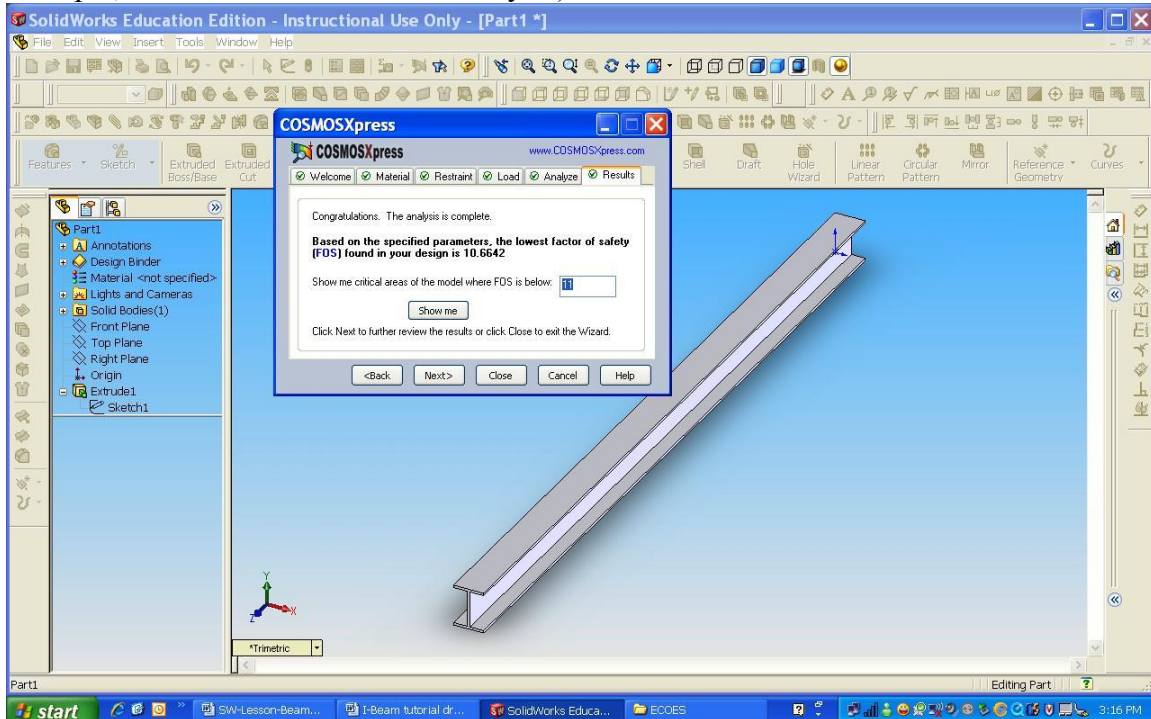 SolidWorks Education Edition - Instructional Use Only - [Part1 *]
File Edit View Insert Tools Window Help
Features Sketch Extruded Boss/Base Extruded Cut Shell Draft Hole Wizard Linear Pattern Circular Pattern Mirror Reference Geometry Curves
COSMOSXpress
COSMOSXpress www.COSMOSXpress.com
Welcome Material Restraint Load Analyze Results
Congratulations. The analysis is complete.
Based on the specified parameters, the lowest factor of safety
(FOS) found in your design is 10.6642
Show me critical areas of the model where FOS is below: 11
Show me
Click Next to further review the results or click Close to exit the Wizard.
<Back Next> Close Cancel Help
Part1
Annotations
Design Binder
Material <not specified>
Lights and Cameras
Solid Bodies(1)
Front Plane
Top Plane
Right Plane
Origin
Extrude1
Sketch1
Y
X
Z
*Trimetric
Part1 Editing Part
start SW-Lesson-Beam... I-Beam tutorial dr... SolidWorks Educa... ECOES 3:16 PM